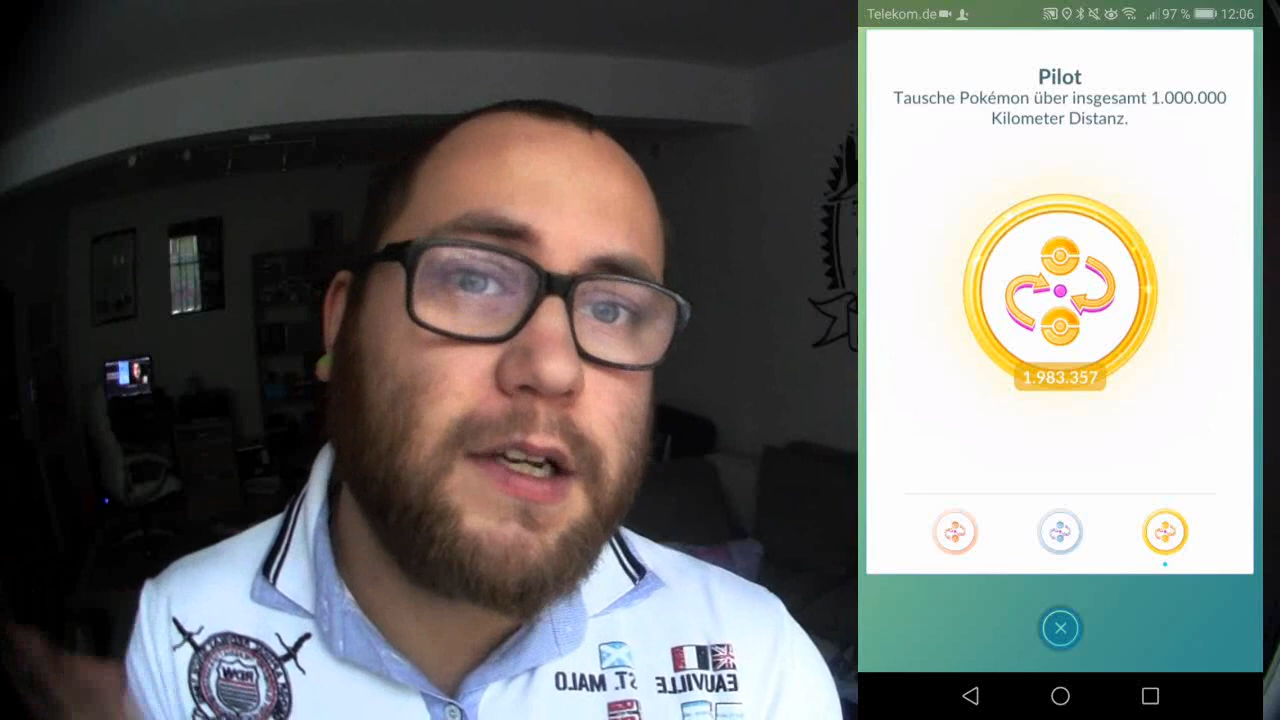 Telekom.de
97 %
12:06
Pilot
Tausche Pokémon über insgesamt 1.000.000
Kilometer Distanz.
1.983.357
ST. MALO
EAUVILLE